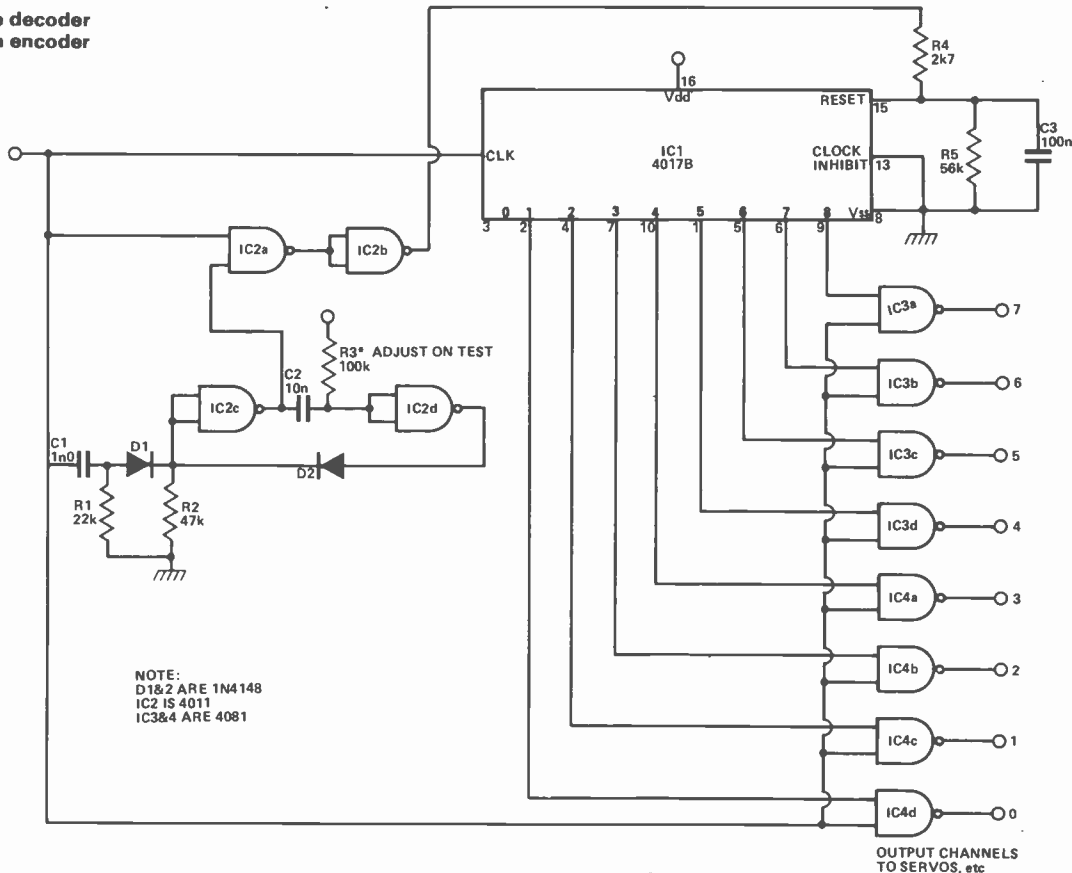 decoder
encoder
R4
2k7
16
Vdd
RESET
15
C3
100n
CLK
IC1
4017B
CLOCK
INHIBIT
13
R5
56k
0
1
2
3
4
5
6
7
8
Vss
8
3
2
4
7
10
1
5
6
9
IC2a
IC2b
IC3a
7
R3* ADJUST ON TEST
100k
C2
10n
IC3b
6
IC2c
IC2d
C1
1n0
D1
IC3c
5
D2
R1
22k
R2
47k
IC3d
4
IC4a
3
NOTE:
D1&2 ARE 1N4148
IC2 IS 4011
IC3&4 ARE 4081
IC4b
2
IC4c
1
IC4d
0
OUTPUT CHANNELS
TO SERVOS, etc